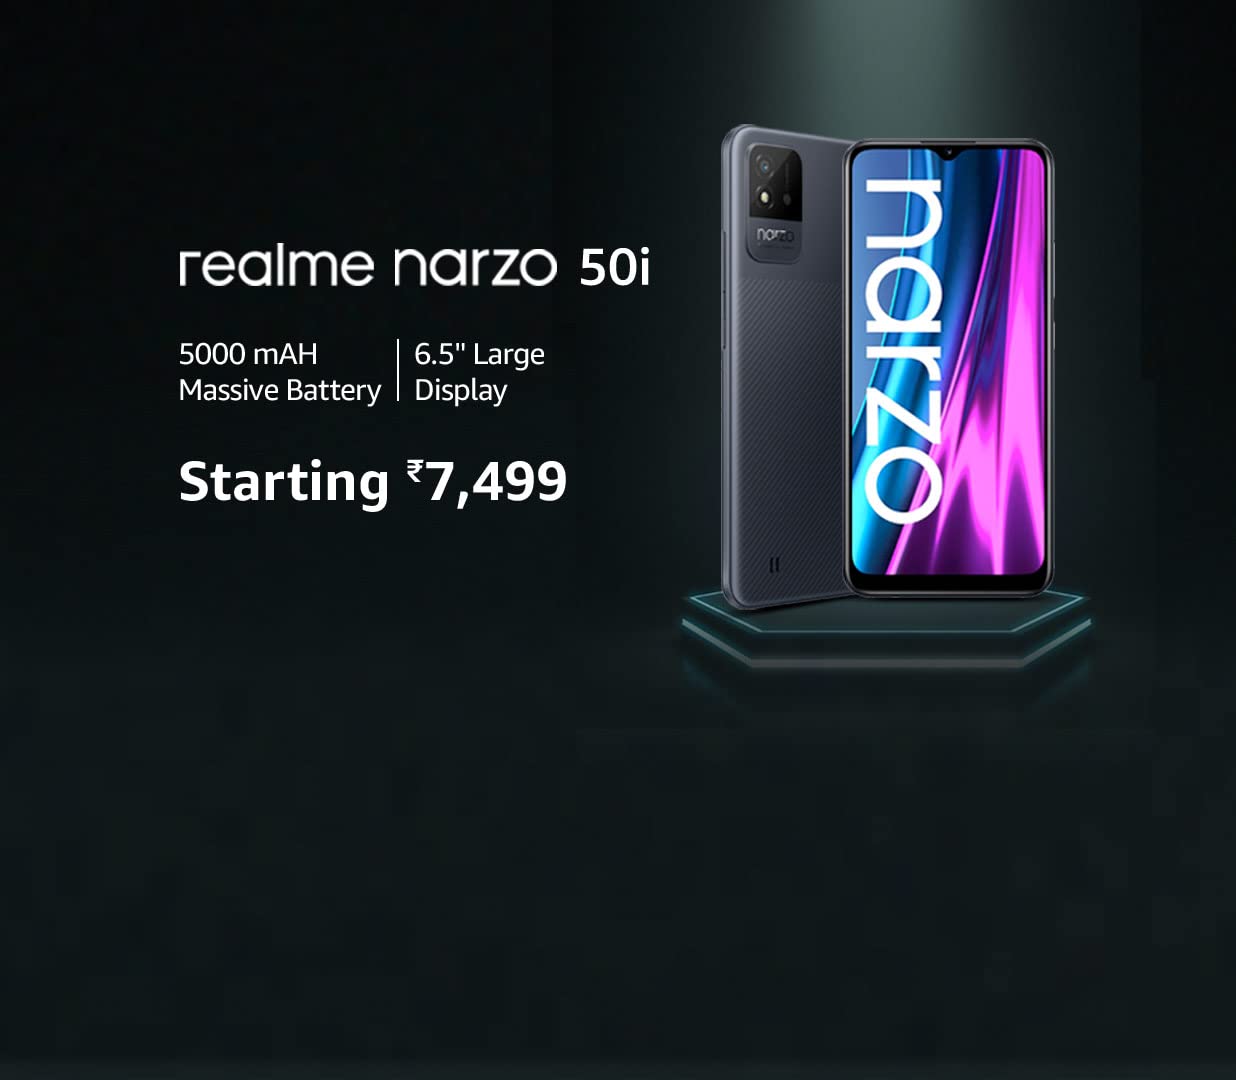 realme narzo 50i
5000 mAH
Massive Battery
6.5" Large
Display
Starting ₹7,499
narzo
narzo